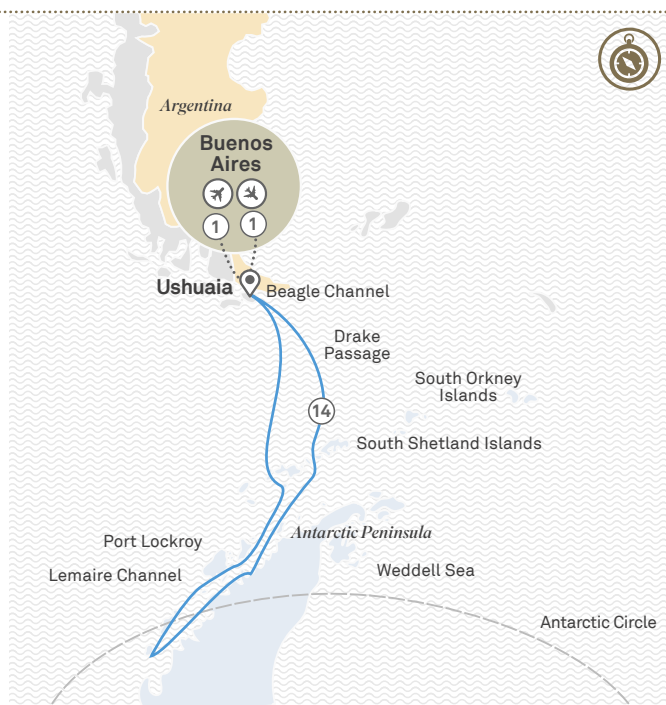 Argentina
Buenos
Aires
1
1
Ushuaia
Beagle Channel
Drake
Passage
South Orkney
Islands
14
South Shetland Islands
Antarctic Peninsula
Port Lockroy
Weddell Sea
Lemaire Channel
Antarctic Circle